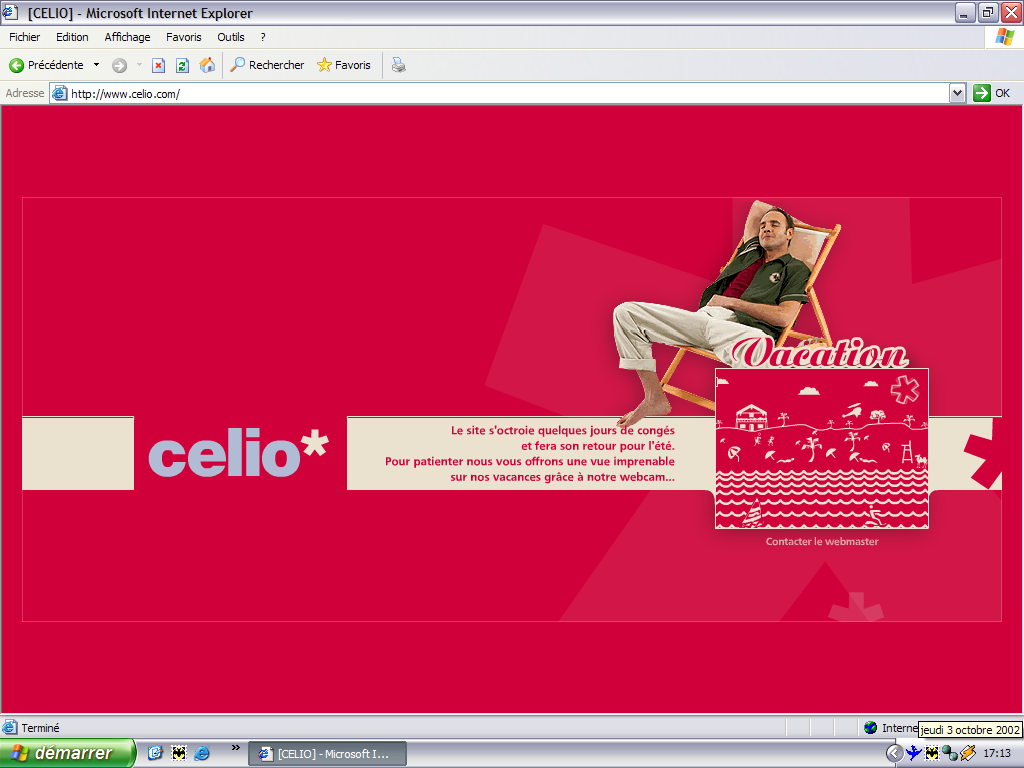 [CELIO] - Microsoft Internet Explorer
Fichier Edition Affichage Favoris Outils ?
Précédente Rechercher Favoris
Adresse http://www.celio.com/ OK
Vacation
celio*
Le site s'octroie quelques jours de congés
et fera son retour pour l'été.
Pour patienter nous vous offrons une vue imprenable
sur nos vacances grâce à notre webcam...
Contacter le webmaster
Terminé Interne
jeudi 3 octobre 2002
démarrer » [CELIO] - Microsoft I... 17:13